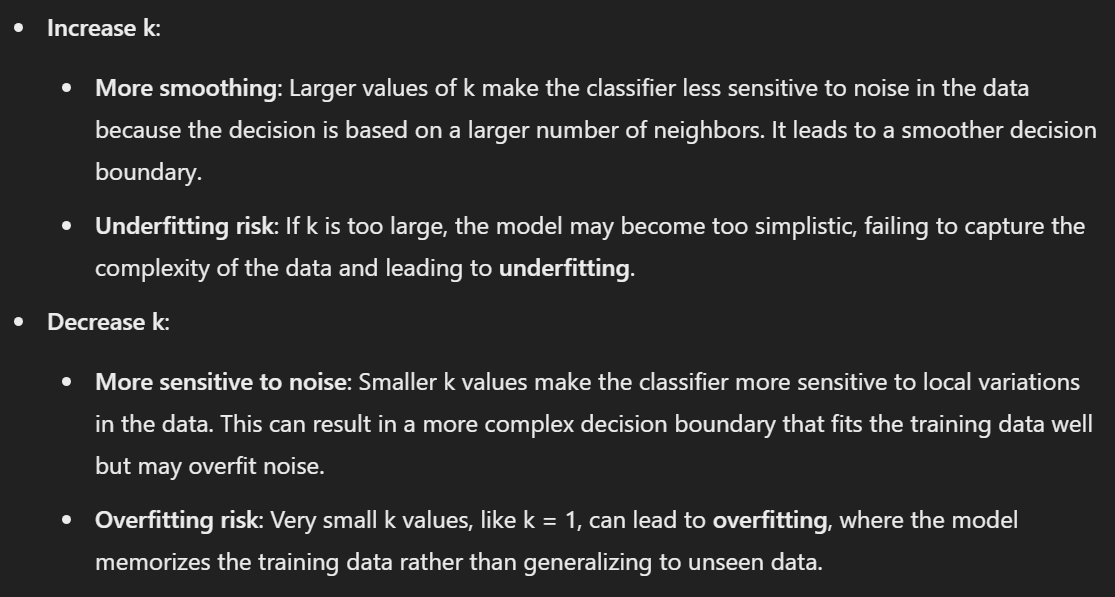 • Increase k:
• More smoothing: Larger values of k make the classifier less sensitive to noise in the data
because the decision is based on a larger number of neighbors. It leads to a smoother decision
boundary.
• Underfitting risk: If k is too large, the model may become too simplistic, failing to capture the
complexity of the data and leading to underfitting.
• Decrease k:
• More sensitive to noise: Smaller k values make the classifier more sensitive to local variations
in the data. This can result in a more complex decision boundary that fits the training data well
but may overfit noise.
• Overfitting risk: Very small k values, like k = 1, can lead to overfitting, where the model
memorizes the training data rather than generalizing to unseen data.